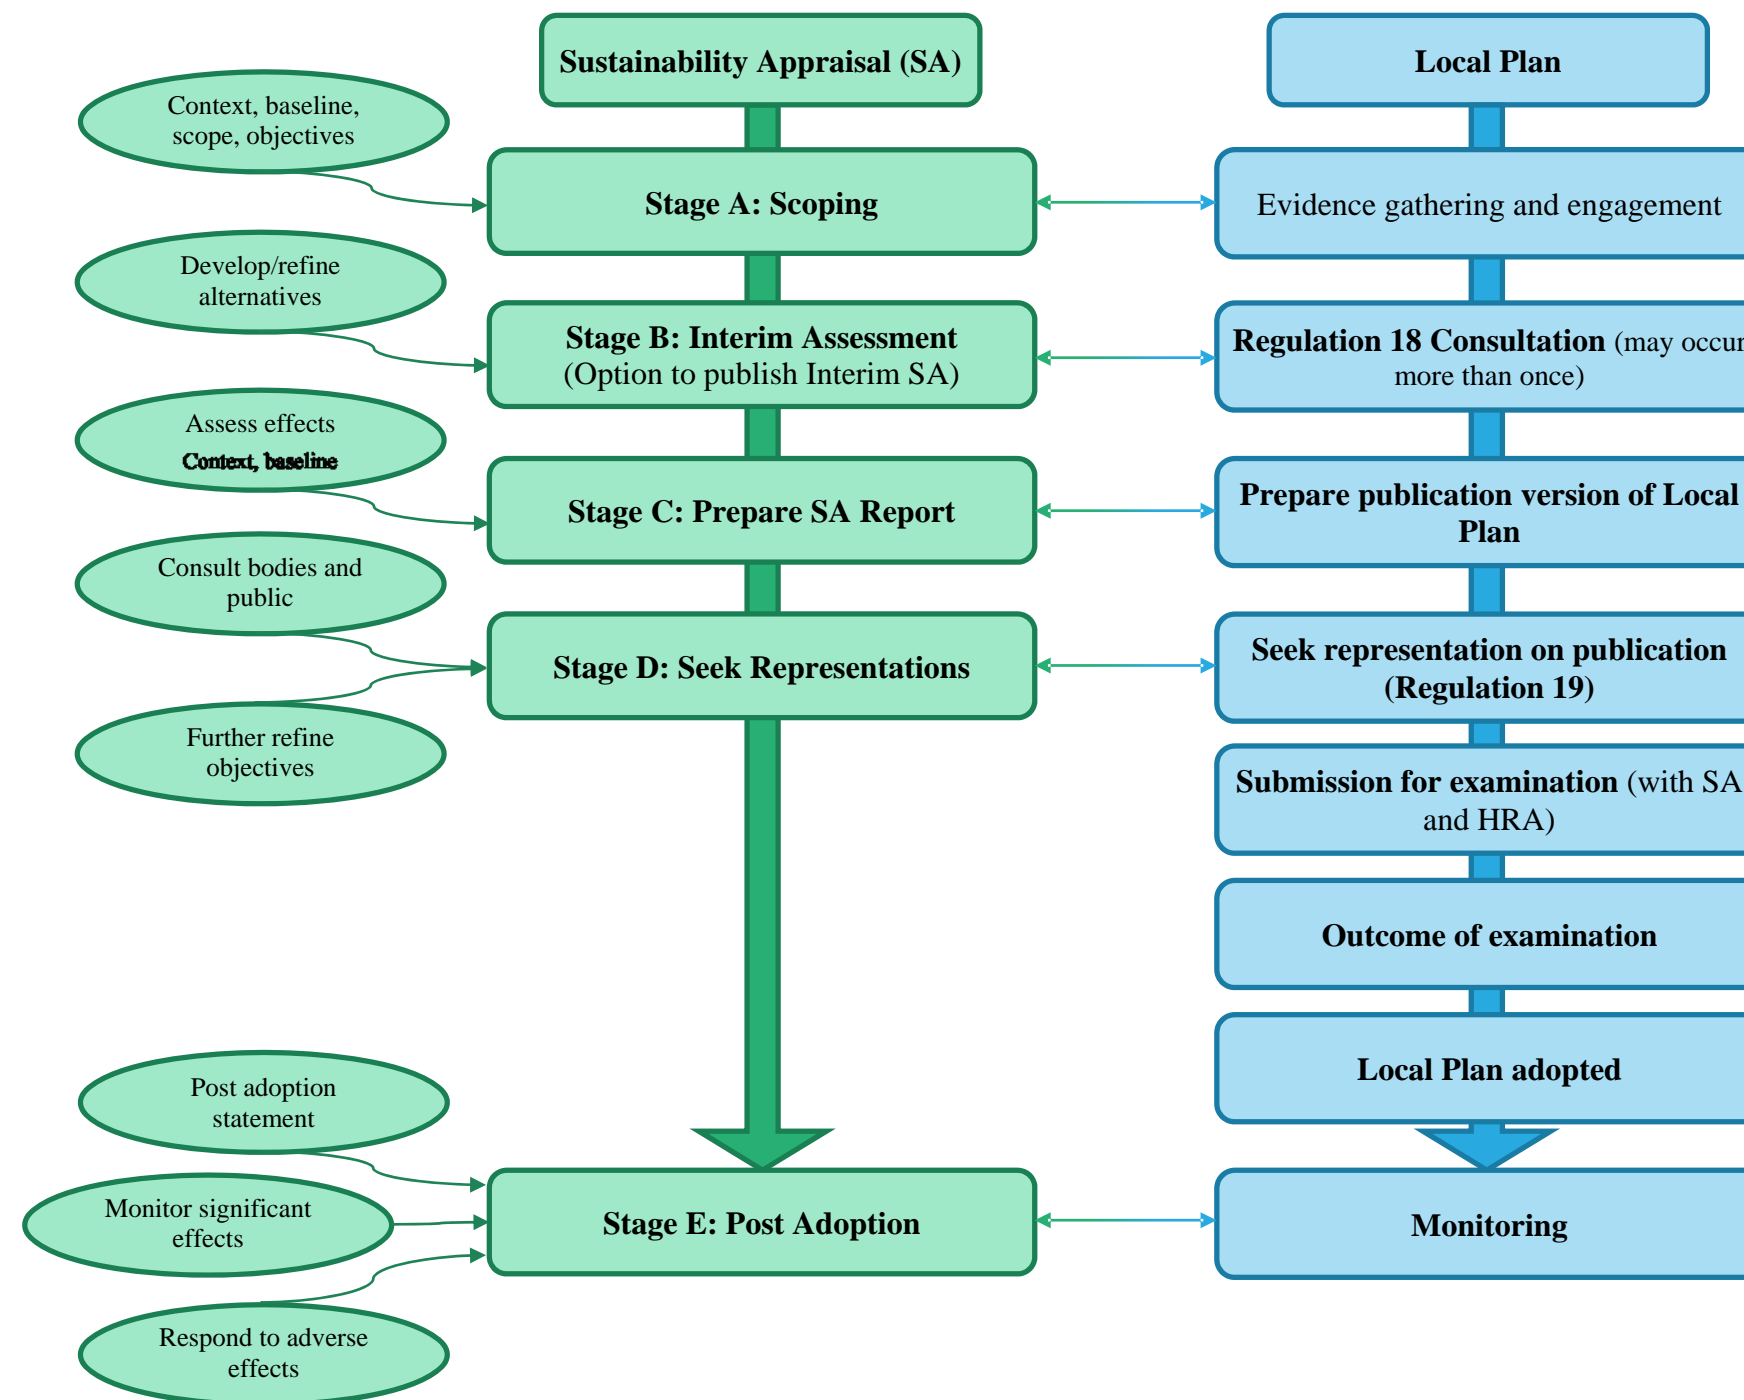 Sustainability Appraisal (SA)
Local Plan
Context, baseline,
scope, objectives
Stage A: Scoping
Evidence gathering and engagement
Develop/refine
alternatives
Stage B: Interim Assessment
(Option to publish Interim SA)
Regulation 18 Consultation (may occur
more than once)
Assess effects
Context, baseline
Stage C: Prepare SA Report
Prepare publication version of Local
Plan
Consult bodies and
public
Stage D: Seek Representations
Seek representation on publication
(Regulation 19)
Further refine
objectives
Submission for examination (with SA
and HRA)
Outcome of examination
Local Plan adopted
Post adoption
statement
Monitor significant
effects
Stage E: Post Adoption
Monitoring
Respond to adverse
effects